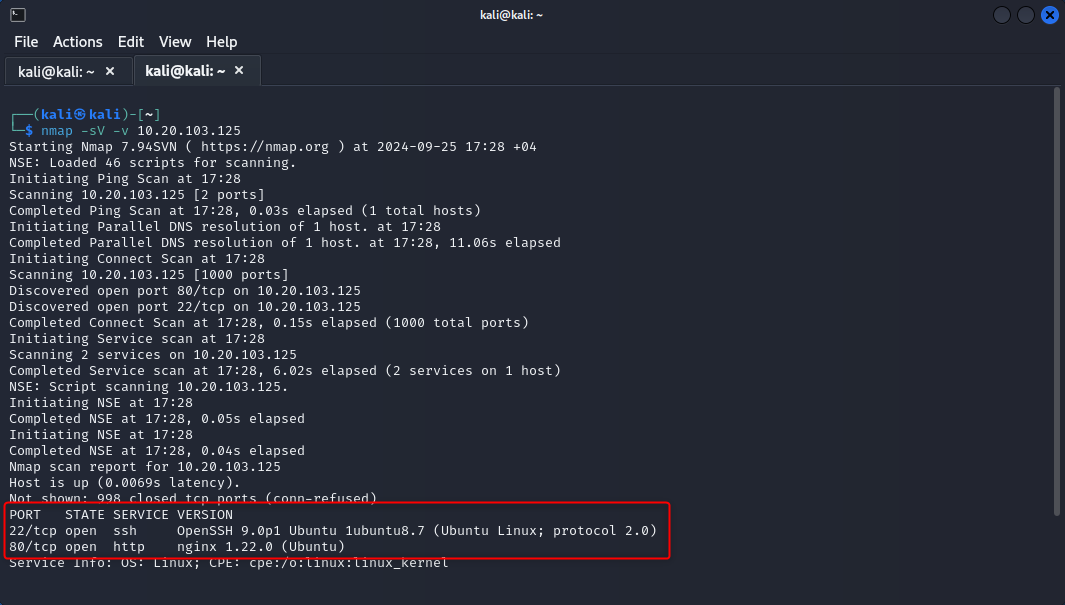 kali@kali: ~
File Actions Edit View Help
kali@kali: ~ × kali@kali: ~ ×
┌──(kali㉿kali)-[~]
└─$ nmap -sV -v 10.20.103.125
Starting Nmap 7.94SVN ( https://nmap.org ) at 2024-09-25 17:28 +04
NSE: Loaded 46 scripts for scanning.
Initiating Ping Scan at 17:28
Scanning 10.20.103.125 [2 ports]
Completed Ping Scan at 17:28, 0.03s elapsed (1 total hosts)
Initiating Parallel DNS resolution of 1 host. at 17:28
Completed Parallel DNS resolution of 1 host. at 17:28, 11.06s elapsed
Initiating Connect Scan at 17:28
Scanning 10.20.103.125 [1000 ports]
Discovered open port 80/tcp on 10.20.103.125
Discovered open port 22/tcp on 10.20.103.125
Completed Connect Scan at 17:28, 0.15s elapsed (1000 total ports)
Initiating Service scan at 17:28
Scanning 2 services on 10.20.103.125
Completed Service scan at 17:28, 6.02s elapsed (2 services on 1 host)
NSE: Script scanning 10.20.103.125.
Initiating NSE at 17:28
Completed NSE at 17:28, 0.05s elapsed
Initiating NSE at 17:28
Completed NSE at 17:28, 0.04s elapsed
Nmap scan report for 10.20.103.125
Host is up (0.0069s latency).
Not shown: 998 closed tcp ports (conn-refused)
PORT STATE SERVICE VERSION
22/tcp open ssh OpenSSH 9.0p1 Ubuntu 1ubuntu8.7 (Ubuntu Linux; protocol 2.0)
80/tcp open http nginx 1.22.0 (Ubuntu)
Service Info: OS: Linux; CPE: cpe:/o:linux:linux_kernel